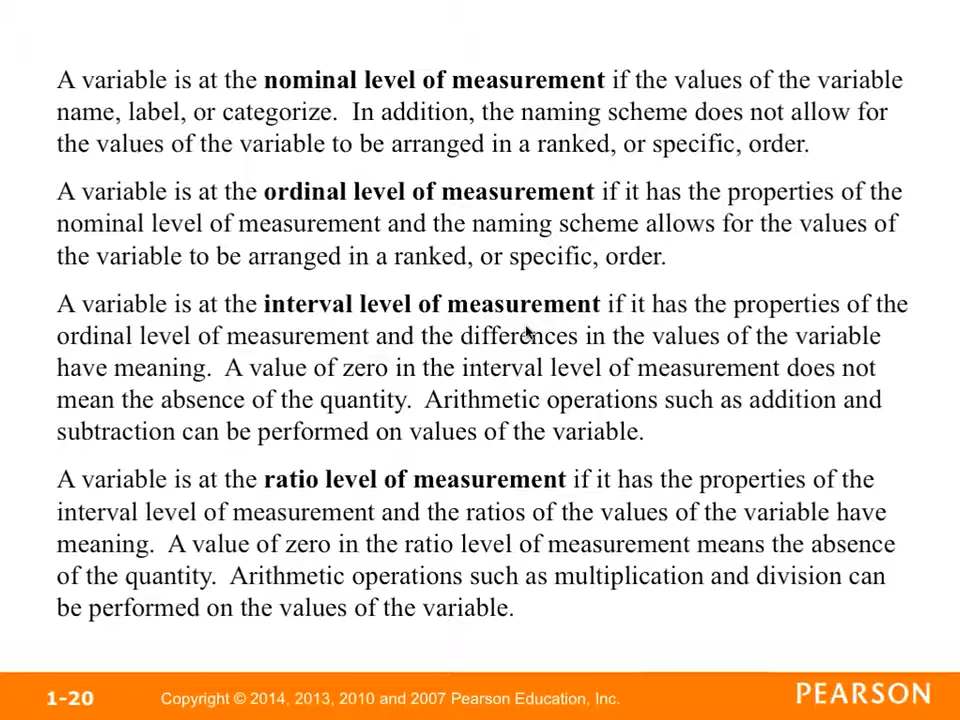 A variable is at the nominal level of measurement if the values of the variable
name, label, or categorize.  In addition, the naming scheme does not allow for
the values of the variable to be arranged in a ranked, or specific, order.
A variable is at the ordinal level of measurement if it has the properties of the
nominal level of measurement and the naming scheme allows for the values of
the variable to be arranged in a ranked, or specific, order.
A variable is at the interval level of measurement if it has the properties of the
ordinal level of measurement and the differences in the values of the variable
have meaning.  A value of zero in the interval level of measurement does not
mean the absence of the quantity.  Arithmetic operations such as addition and
subtraction can be performed on values of the variable.
A variable is at the ratio level of measurement if it has the properties of the
interval level of measurement and the ratios of the values of the variable have
meaning.  A value of zero in the ratio level of measurement means the absence
of the quantity.  Arithmetic operations such as multiplication and division can
be performed on the values of the variable.
1-20 Copyright © 2014, 2013, 2010 and 2007 Pearson Education, Inc. PEARSON